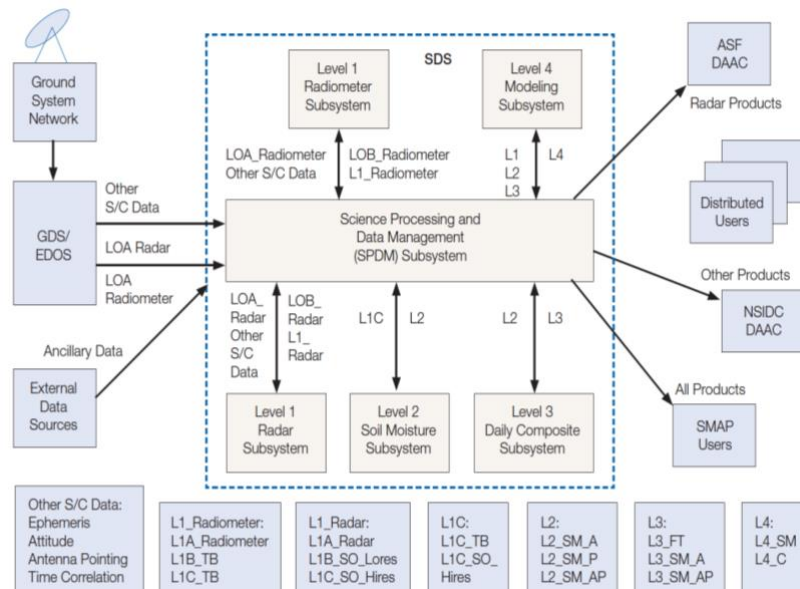 SDS
Ground
System
Network
Level 1
Radiometer
Subsystem
Level 4
Modeling
Subsystem
ASF
DAAC
Radar Products
LOA_Radiometer
Other S/C Data
LOB_Radiometer
L1_Radiometer
L1
L2
L3
L4
Other
S/C Data
GDS/
EDOS
LOA Radar
LOA
Radiometer
Science Processing and
Data Management
(SPDM) Subsystem
Distributed
Users
Other Products
NSIDC
DAAC
LOA_
Radar
Other
S/C
Data
LOB_
Radar
L1_
Radar
L1C
L2
L2
L3
Ancillary Data
External
Data
Sources
Level 1
Radar
Subsystem
Level 2
Soil Moisture
Subsystem
Level 3
Daily Composite
Subsystem
All Products
SMAP
Users
Other S/C Data:
Ephemeris
Attitude
Antenna Pointing
Time Correlation
L1_Radiometer:
L1A_Radiometer
L1B_TB
L1C_TB
L1_Radar:
L1A_Radar
L1B_SO_Lores
L1C_SO_Hires
L1C:
L1C_TB
L1C_SO_
Hires
L2:
L2_SM_A
L2_SM_P
L2_SM_AP
L3:
L3_FT
L3_SM_A
L3_SM_AP
L4:
L4_SM
L4_C